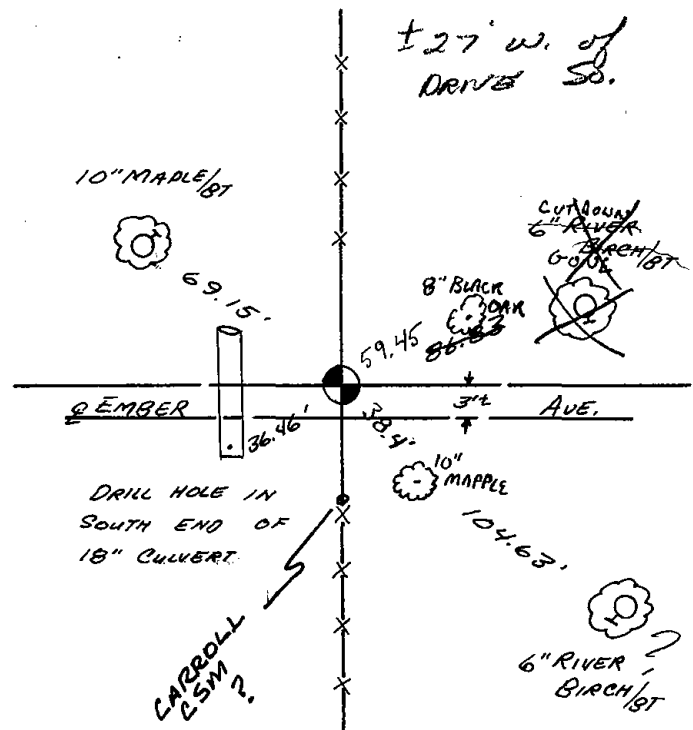 ±27' W. of
DRIVE SO.
10" MAPLE/BT
69.15'
CUT DOWN
6" RIVER
BIRCH/BT
GONE
8" BLACK
OAK
59.45
86.83
℄ EMBER
AVE.
3'±
36.46'
38.4'
10"
MAPPLE
DRILL HOLE IN
SOUTH END OF
18" CULVERT
104.63'
CARROLL
CSM
?
6" RIVER
BIRCH/BT
?